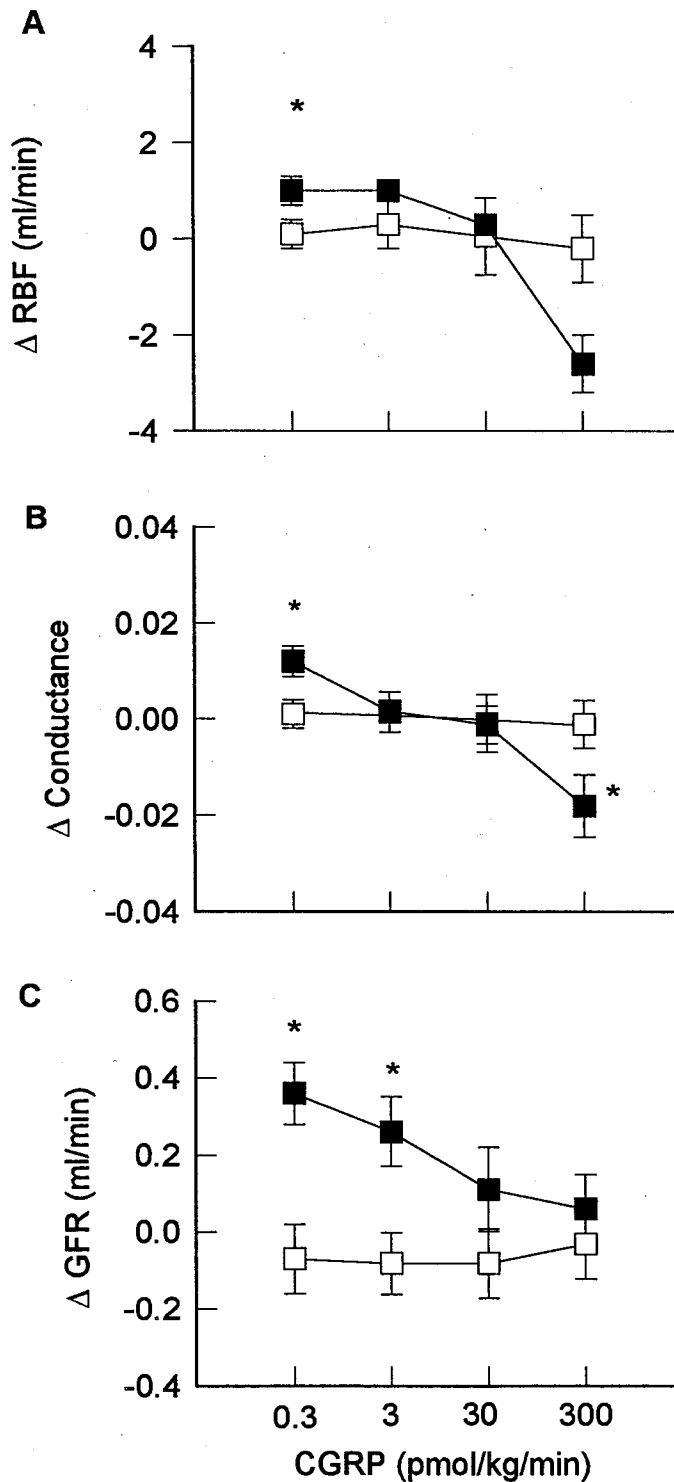 A
4
*
2
0
-2
-4
Δ RBF (ml/min)
B
0.04
*
0.02
0.00
-0.02
*
-0.04
Δ Conductance
C
0.6
*
*
0.4
0.2
0.0
-0.2
-0.4
Δ GFR (ml/min)
0.3 3 30 300
CGRP (pmol/kg/min)